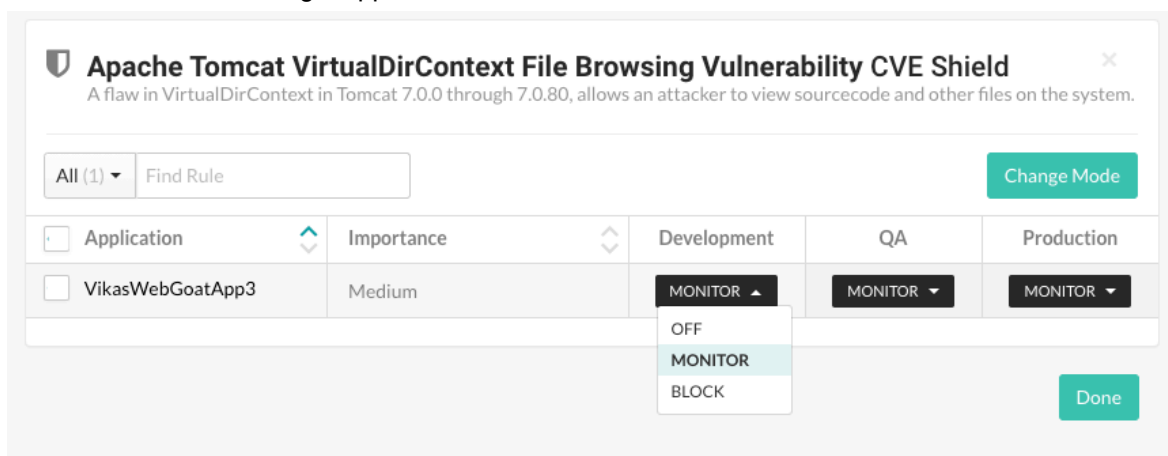 Apache Tomcat VirtualDirContext File Browsing Vulnerability CVE Shield
A flaw in VirtualDirContext in Tomcat 7.0.0 through 7.0.80, allows an attacker to view sourcecode and other files on the system.
All (1) Find Rule Change Mode
Application Importance Development QA Production
VikasWebGoatApp3 Medium MONITOR MONITOR MONITOR
OFF
MONITOR
BLOCK
Done